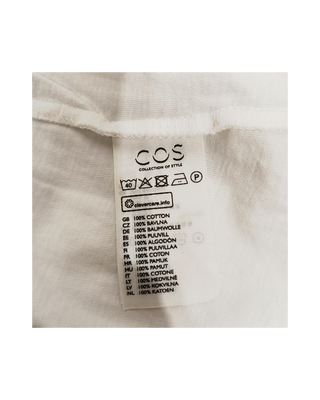 COS
COLLECTION OF STYLE
40 P
clevercare.info
GB 100% COTTON
CZ 100% BAVLNA
DE 100% BAUMWOLLE
EE 100% PUUVILL
ES 100% ALGODÓN
FI 100% PUUVILLAA
FR 100% COTON
HR 100% PAMUK
HU 100% PAMUT
IT 100% COTONE
LT 100% MEDVILNĖ
LV 100% KOKVILNA
NL 100% KATOEN